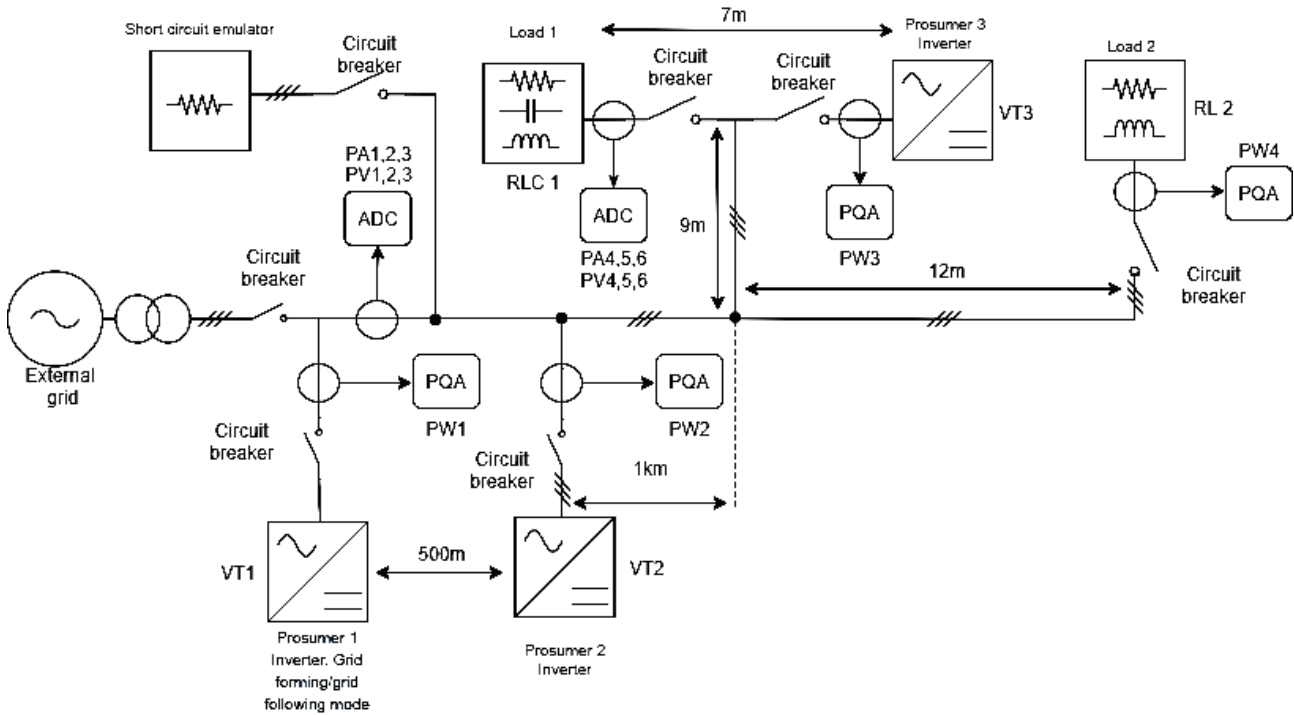 7m
Short circuit emulator
Load 1
Prosumer 3
Inverter
Load 2
Circuit
breaker
Circuit
breaker
Circuit
breaker
VT3
RL 2
PA1,2,3
PV1,2,3
RLC 1
PW4
ADC
ADC
PQA
PQA
9m
PA4,5,6
PV4,5,6
PW3
Circuit
breaker
12m
Circuit
breaker
External
grid
PQA
PQA
PW1
PW2
Circuit
breaker
Circuit
breaker
1km
500m
VT1
VT2
Prosumer 1
Inverter. Grid
forming/grid
following mode
Prosumer 2
Inverter